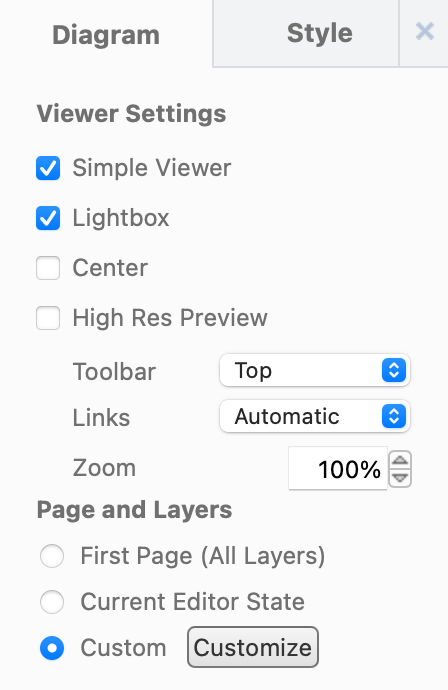 Diagram Style ×
Viewer Settings
Simple Viewer
Lightbox
Center
High Res Preview
Toolbar Top
Links Automatic
Zoom 100%
Page and Layers
First Page (All Layers)
Current Editor State
Custom Customize